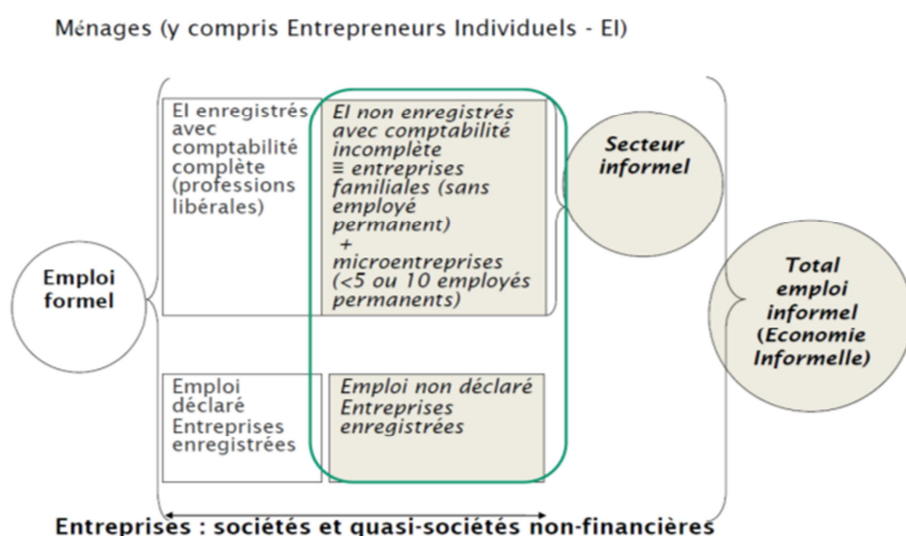 Ménages (y compris Entrepreneurs Individuels - EI)
EI enregistrés
avec
comptabilité
complète
(professions
libérales)
EI non enregistrés
avec comptabilité
incomplète
≡ entreprises
familiales (sans
employé
permanent)
+
microentreprises
(<5 ou 10 employés
permanents)
Secteur
informel
Emploi
formel
Total
emploi
informel
(Economie
Informelle)
Emploi
déclaré
Entreprises
enregistrées
Emploi non déclaré
Entreprises
enregistrées
Entreprises : sociétés et quasi-sociétés non-financières